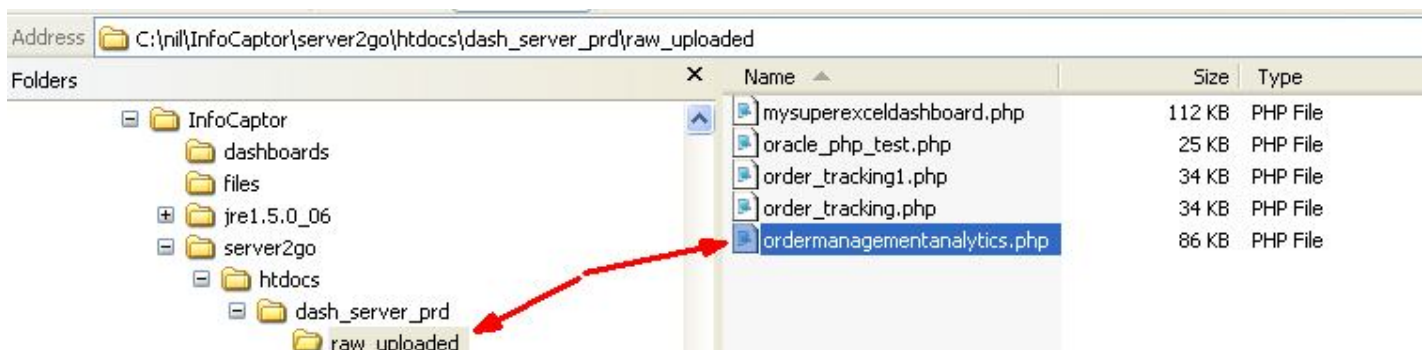 Address C:\nil\InfoCaptor\server2go\htdocs\dash_server_prd\raw_uploaded
Folders
InfoCaptor
dashboards
files
jre1.5.0_06
server2go
htdocs
dash_server_prd
raw_uploaded
Name Size Type
mysuperexceldashboard.php 112 KB PHP File
oracle_php_test.php 25 KB PHP File
order_tracking1.php 34 KB PHP File
order_tracking.php 34 KB PHP File
ordermanagementanalytics.php 86 KB PHP File